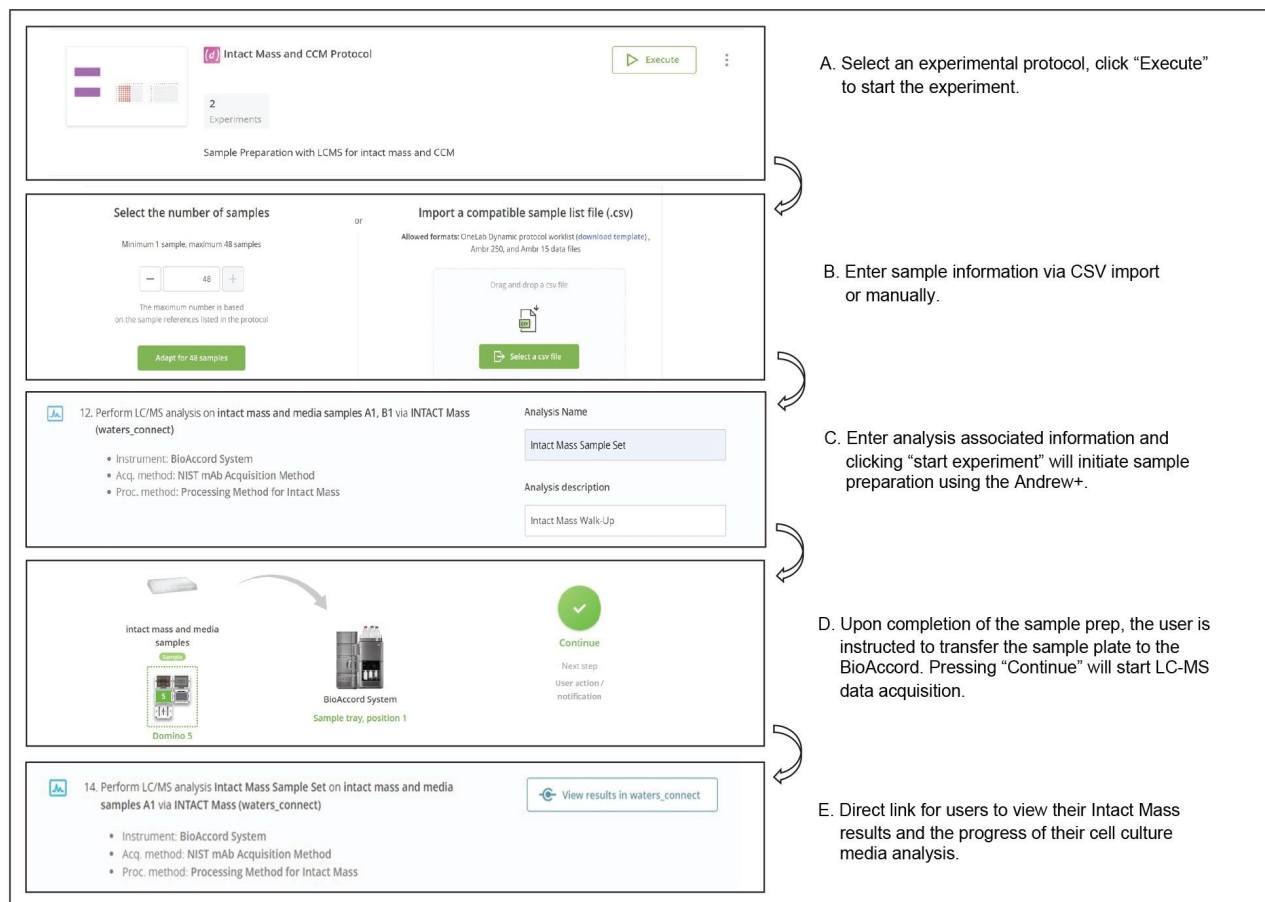 (d) Intact Mass and CCM Protocol
Execute
2
Experiments
Sample Preparation with LCMS for intact mass and CCM
A. Select an experimental protocol, click “Execute”
to start the experiment.
Select the number of samples
Minimum 1 sample, maximum 48 samples
48
The maximum number is based
on the sample references listed in the protocol
Adapt for 48 samples
or
Import a compatible sample list file (.csv)
Allowed formats: OneLab Dynamic protocol worklist (download template) ,
Ambr 250, and Ambr 15 data files
Drag and drop a csv file
Select a csv file
B. Enter sample information via CSV import
or manually.
12. Perform LC/MS analysis on intact mass and media samples A1, B1 via INTACT Mass
(waters_connect)
• Instrument: BioAccord System
• Acq. method: NIST mAb Acquisition Method
• Proc. method: Processing Method for Intact Mass
Analysis Name
Intact Mass Sample Set
Analysis description
Intact Mass Walk-Up
C. Enter analysis associated information and
clicking “start experiment” will initiate sample
preparation using the Andrew+.
intact mass and media
samples
Sample
5
Domino 5
BioAccord System
Sample tray, position 1
Continue
Next step
User action /
notification
D. Upon completion of the sample prep, the user is
instructed to transfer the sample plate to the
BioAccord. Pressing “Continue” will start LC-MS
data acquisition.
14. Perform LC/MS analysis Intact Mass Sample Set on intact mass and media
samples A1 via INTACT Mass (waters_connect)
• Instrument: BioAccord System
• Acq. method: NIST mAb Acquisition Method
• Proc. method: Processing Method for Intact Mass
View results in waters_connect
E. Direct link for users to view their Intact Mass
results and the progress of their cell culture
media analysis.